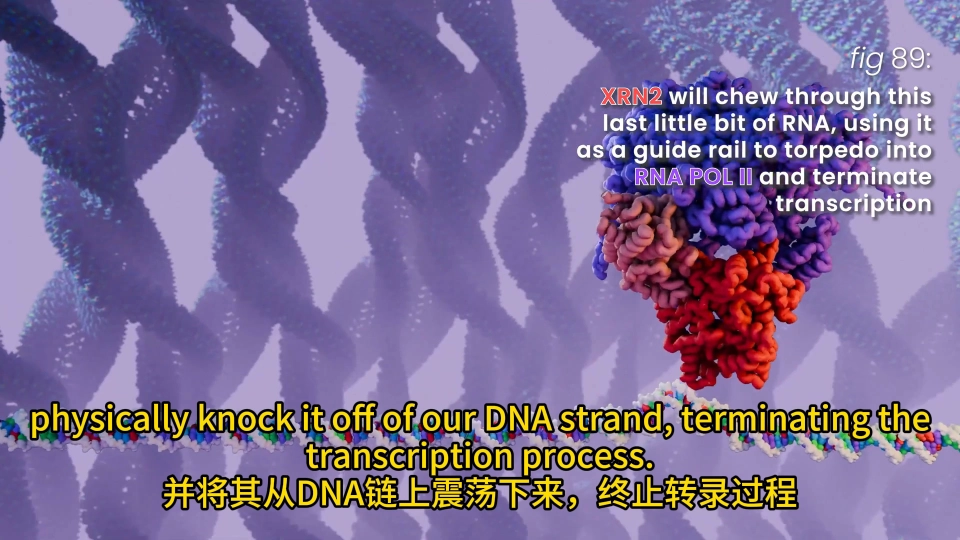 fig 89:
XRN2 will chew through this
last little bit of RNA, using it
as a guide rail to torpedo into
RNA POL II and terminate
transcription
physically knock it off of our DNA strand, terminating the
transcription process.
并将其从DNA链上震荡下来，终止转录过程